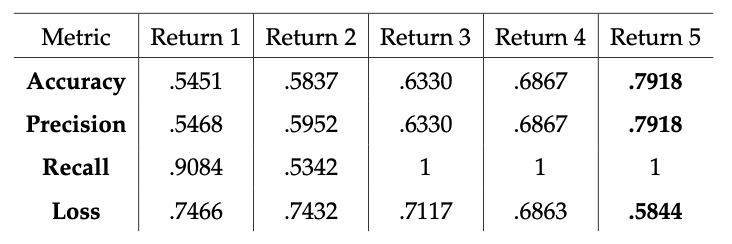 Metric Return 1 Return 2 Return 3 Return 4 Return 5
Accuracy .5451 .5837 .6330 .6867 .7918
Precision .5468 .5952 .6330 .6867 .7918
Recall .9084 .5342 1 1 1
Loss .7466 .7432 .7117 .6863 .5844